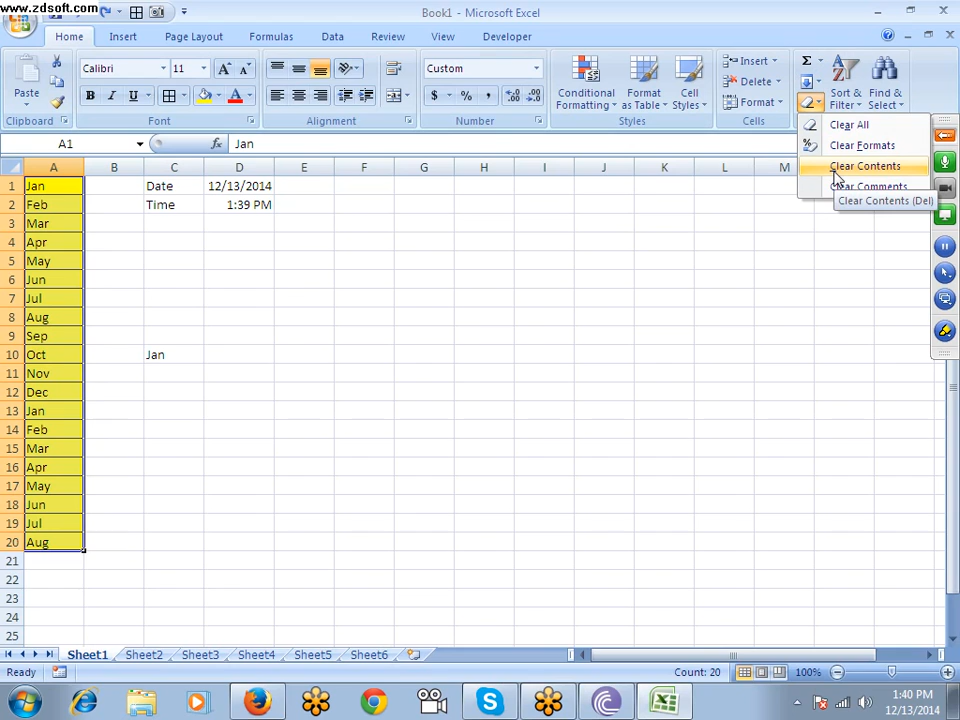 www.zdsoft.com
Book1 - Microsoft Excel
Home Insert Page Layout Formulas Data Review View Developer
Paste
Clipboard
Calibri 11
B I U
Font
Alignment
Custom
$ % ,
Number
Conditional Formatting
Format as Table
Cell Styles
Styles
Insert
Delete
Format
Cells
Σ
Sort & Filter
Find & Select
Clear All
Clear Formats
Clear Contents
Clear Comments
Clear Contents (Del)
A1 fx Jan
A B C D E F G H I J K L M
1 Jan Date 12/13/2014
2 Feb Time 1:39 PM
3 Mar
4 Apr
5 May
6 Jun
7 Jul
8 Aug
9 Sep
10 Oct Jan
11 Nov
12 Dec
13 Jan
14 Feb
15 Mar
16 Apr
17 May
18 Jun
19 Jul
20 Aug
21
22
23
24
25
Sheet1 Sheet2 Sheet3 Sheet4 Sheet5 Sheet6
Ready Count: 20 100%
1:40 PM
12/13/2014